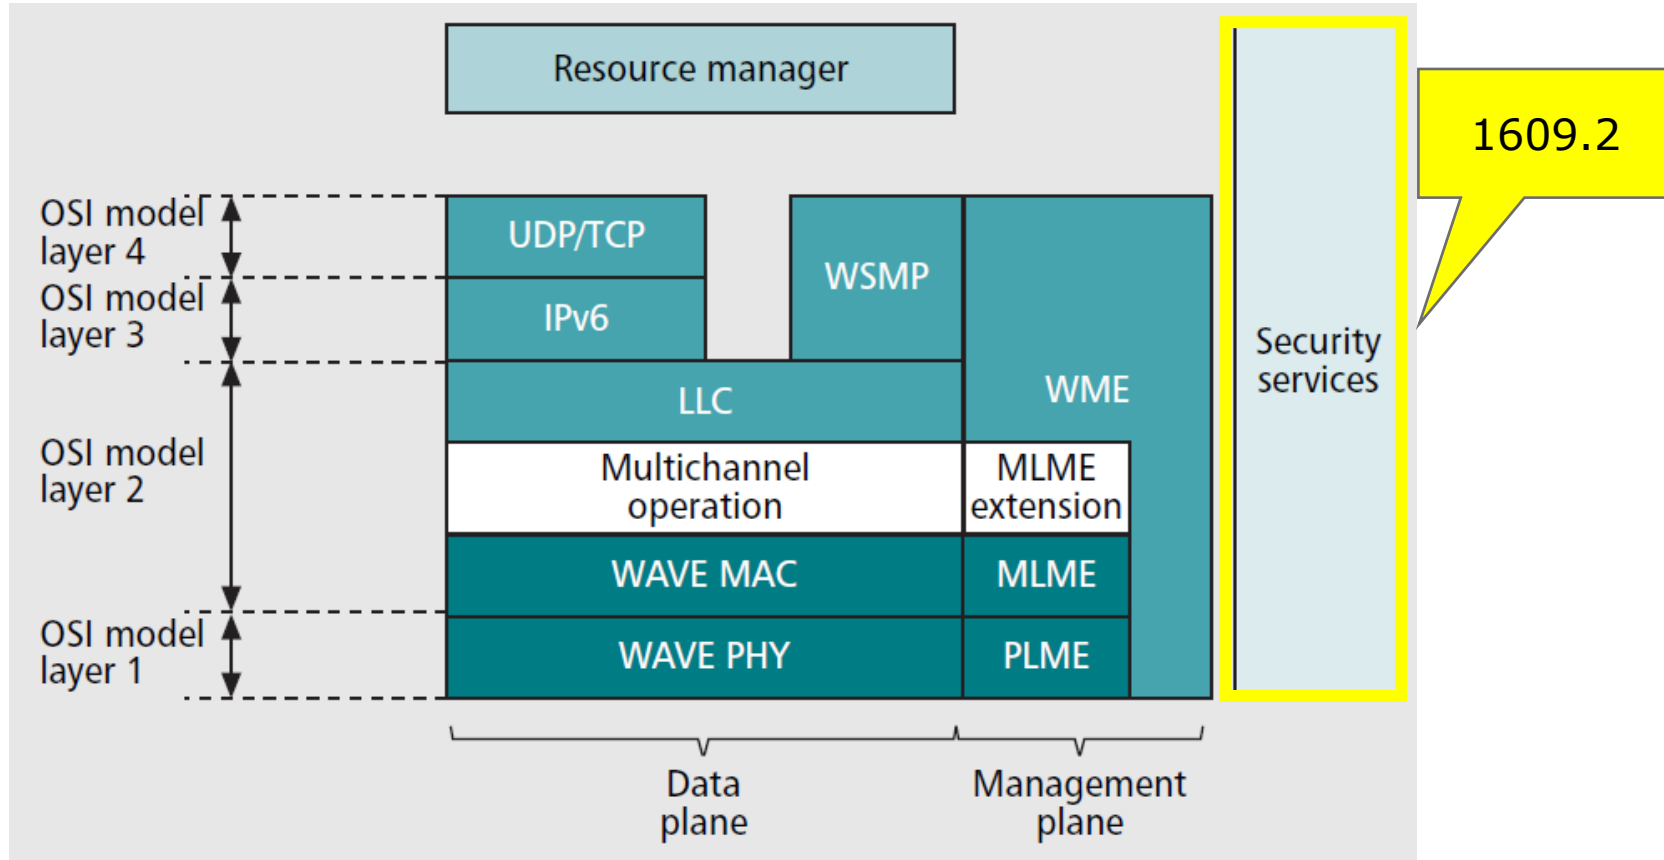 Resource manager
1609.2
OSI model
layer 4
UDP/TCP
WSMP
OSI model
layer 3
IPv6
Security
services
LLC
WME
OSI model
layer 2
Multichannel
operation
MLME
extension
WAVE MAC
MLME
OSI model
layer 1
WAVE PHY
PLME
Data
plane
Management
plane